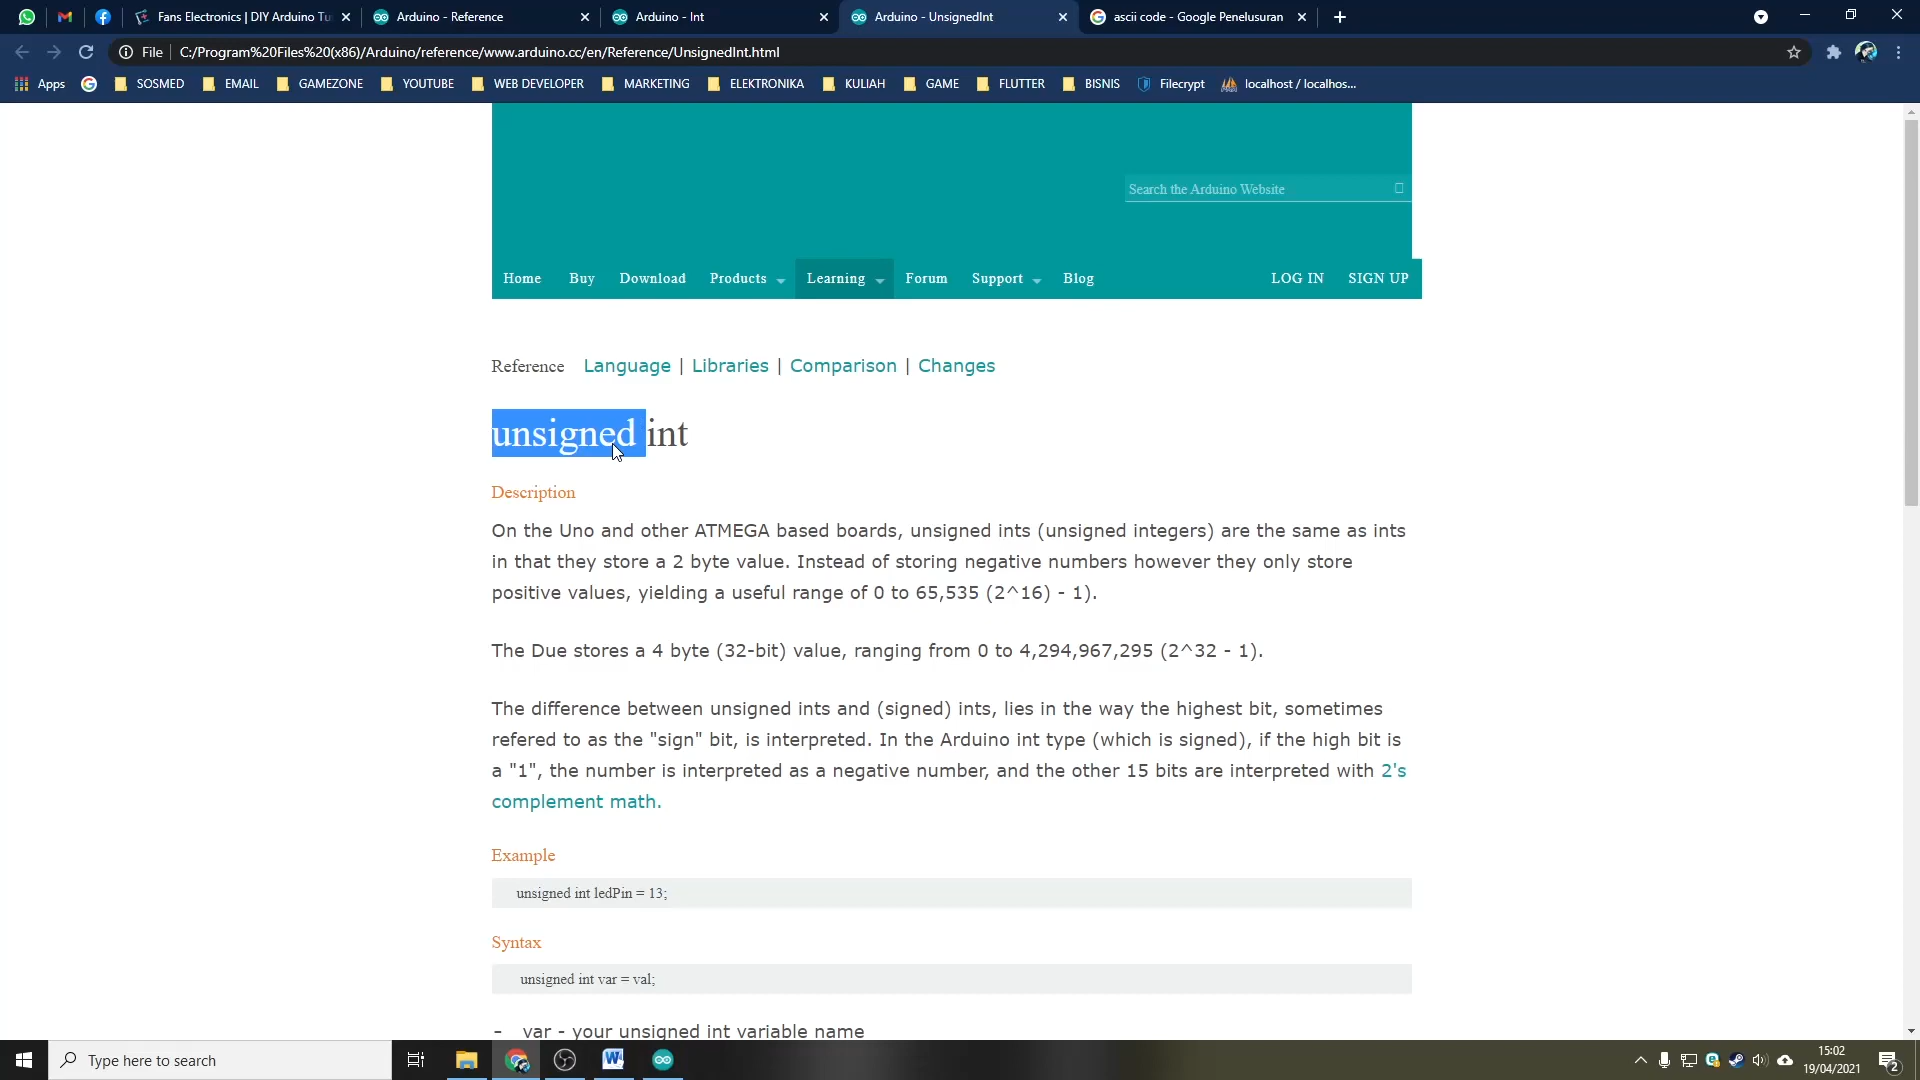 Fans Electronics | DIY Arduino Tu
Arduino - Reference
Arduino - Int
Arduino - UnsignedInt
ascii code - Google Penelusuran
File
C:/Program%20Files%20(x86)/Arduino/reference/www.arduino.cc/en/Reference/UnsignedInt.html
Apps
SOSMED
EMAIL
GAMEZONE
YOUTUBE
WEB DEVELOPER
MARKETING
ELEKTRONIKA
KULIAH
GAME
FLUTTER
BISNIS
Filecrypt
localhost / localhos...
Search the Arduino Website
Home
Buy
Download
Products
Learning
Forum
Support
Blog
LOG IN
SIGN UP
Reference Language | Libraries | Comparison | Changes
unsigned int
Description
On the Uno and other ATMEGA based boards, unsigned ints (unsigned integers) are the same as ints
in that they store a 2 byte value. Instead of storing negative numbers however they only store
positive values, yielding a useful range of 0 to 65,535 (2^16) - 1).
The Due stores a 4 byte (32-bit) value, ranging from 0 to 4,294,967,295 (2^32 - 1).
The difference between unsigned ints and (signed) ints, lies in the way the highest bit, sometimes
refered to as the "sign" bit, is interpreted. In the Arduino int type (which is signed), if the high bit is
a "1", the number is interpreted as a negative number, and the other 15 bits are interpreted with 2's
complement math.
Example
unsigned int ledPin = 13;
Syntax
unsigned int var = val;
- var - your unsigned int variable name
Type here to search
15:02
19/04/2021
2